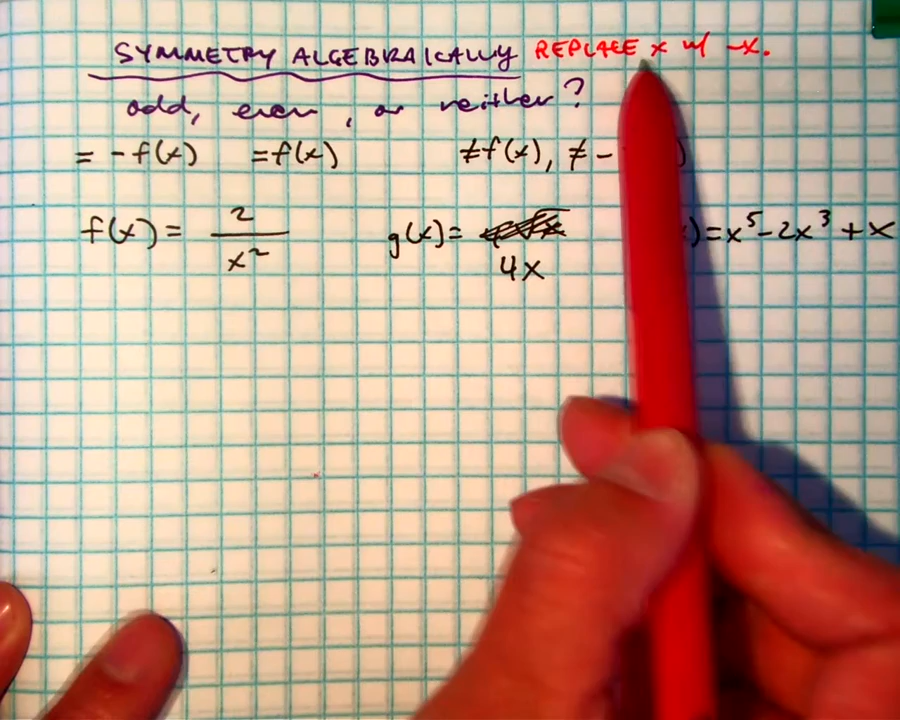 SYMMETRY ALGEBRAICALLY REPLACE x w/ -x.
odd, even, or neither?
= -f(x) =f(x) ≠f(x), ≠ - )
f(x) = 2/x² g(x) = 4x )=x⁵-2x³+x